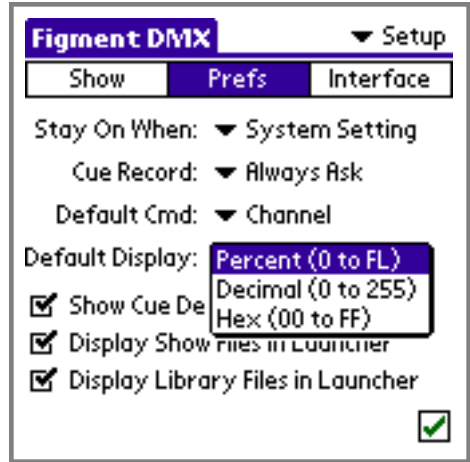 Figment DMX Setup
Show Prefs Interface
Stay On When: System Setting
Cue Record: Always Ask
Default Cmd: Channel
Default Display: Percent (0 to FL)
Decimal (0 to 255)
Hex (00 to FF)
Show Cue De
Display Show Files in Launcher
Display Library Files in Launcher